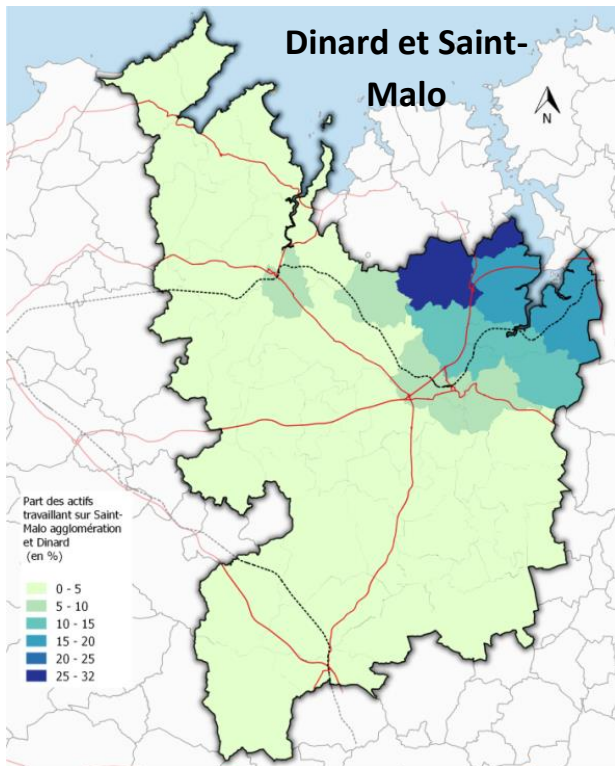 Dinard et Saint-
Malo
N
Part des actifs
travaillant sur Saint-
Malo agglomération
et Dinard
(en %)
0 - 5
5 - 10
10 - 15
15 - 20
20 - 25
25 - 32